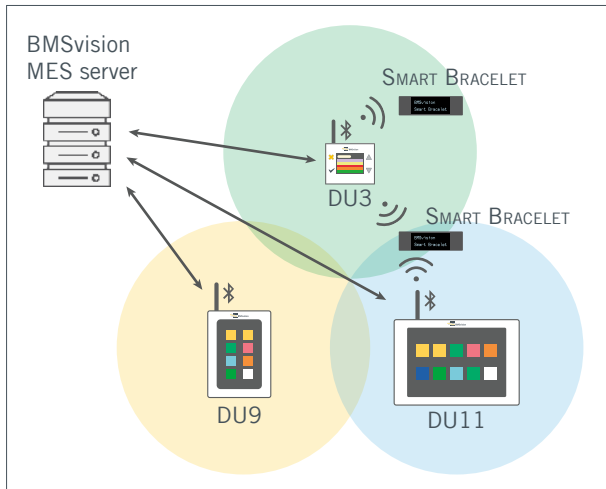 BMSvision
MES server
SMART BRACELET
BMSvision
Smart Bracelet
DU3
SMART BRACELET
BMSvision
Smart Bracelet
DU9
DU11